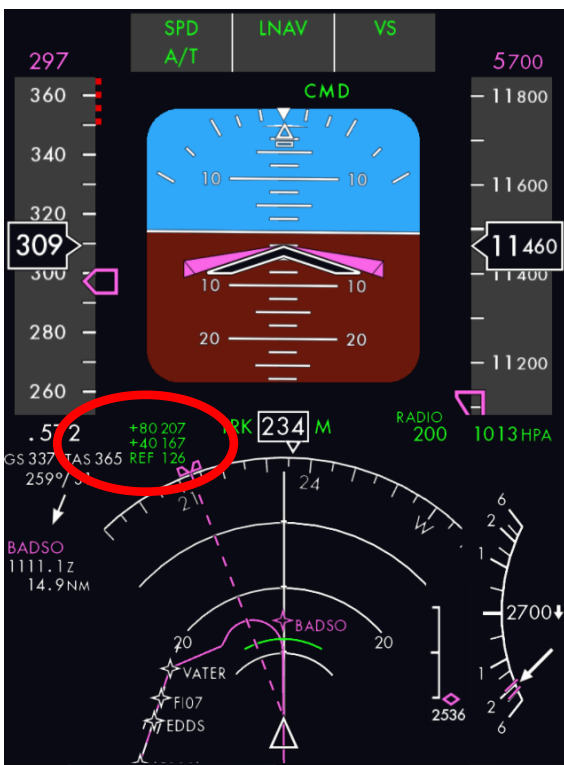 SPD LNAV VS
297 A/T 5700
CMD
360 11800
340
10 10
11600
320
309 11460
300 11400
10 10
280
20 20
11200
260
+80 207
+40 167
REF 126
TRK 234 M
RADIO
200
1013 HPA
GS 337 TAS 365
259°/
21 24
W
BADSO
1111.1Z
14.9NM
BADSO
20 20
VATER
FI07
EDDS
6
2
1
2700
1
2
6
2536